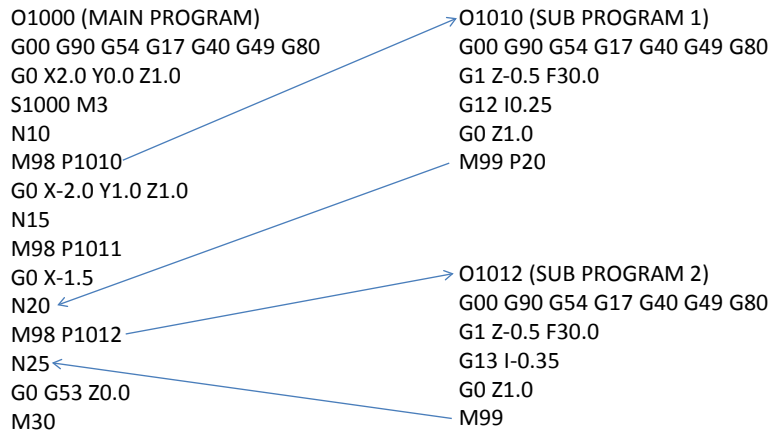 O1000 (MAIN PROGRAM)
G00 G90 G54 G17 G40 G49 G80
G0 X2.0 Y0.0 Z1.0
S1000 M3
N10
M98 P1010
G0 X-2.0 Y1.0 Z1.0
N15
M98 P1011
G0 X-1.5
N20
M98 P1012
N25
G0 G53 Z0.0
M30
O1010 (SUB PROGRAM 1)
G00 G90 G54 G17 G40 G49 G80
G1 Z-0.5 F30.0
G12 I0.25
G0 Z1.0
M99 P20
O1012 (SUB PROGRAM 2)
G00 G90 G54 G17 G40 G49 G80
G1 Z-0.5 F30.0
G13 I-0.35
G0 Z1.0
M99